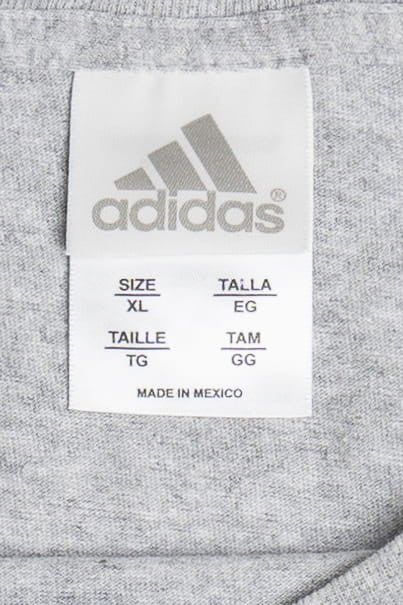 adidas®
SIZE TALLA
XL EG
TAILLE TAM
TG GG
MADE IN MEXICO